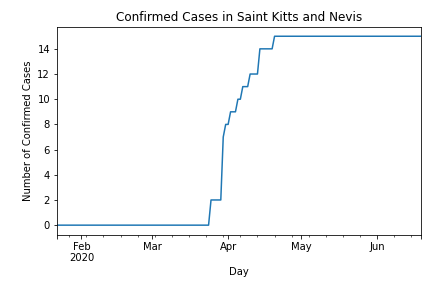 Confirmed Cases in Saint Kitts and Nevis
Number of Confirmed Cases
14
12
10
8
6
4
2
0
Feb Mar Apr May Jun
2020
Day